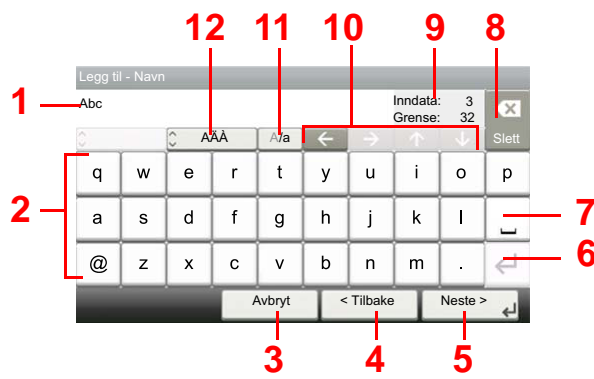 12 11 10 9 8
Legg til - Navn
1 Abc
Inndata: 3
Grense: 32
AÄÀ A/a ← → ↑ ↓ Slett
2
q w e r t y u i o p
a s d f g h j k l 7
@ z x c v b n m . 6
Avbryt < Tilbake Neste >
3 4 5